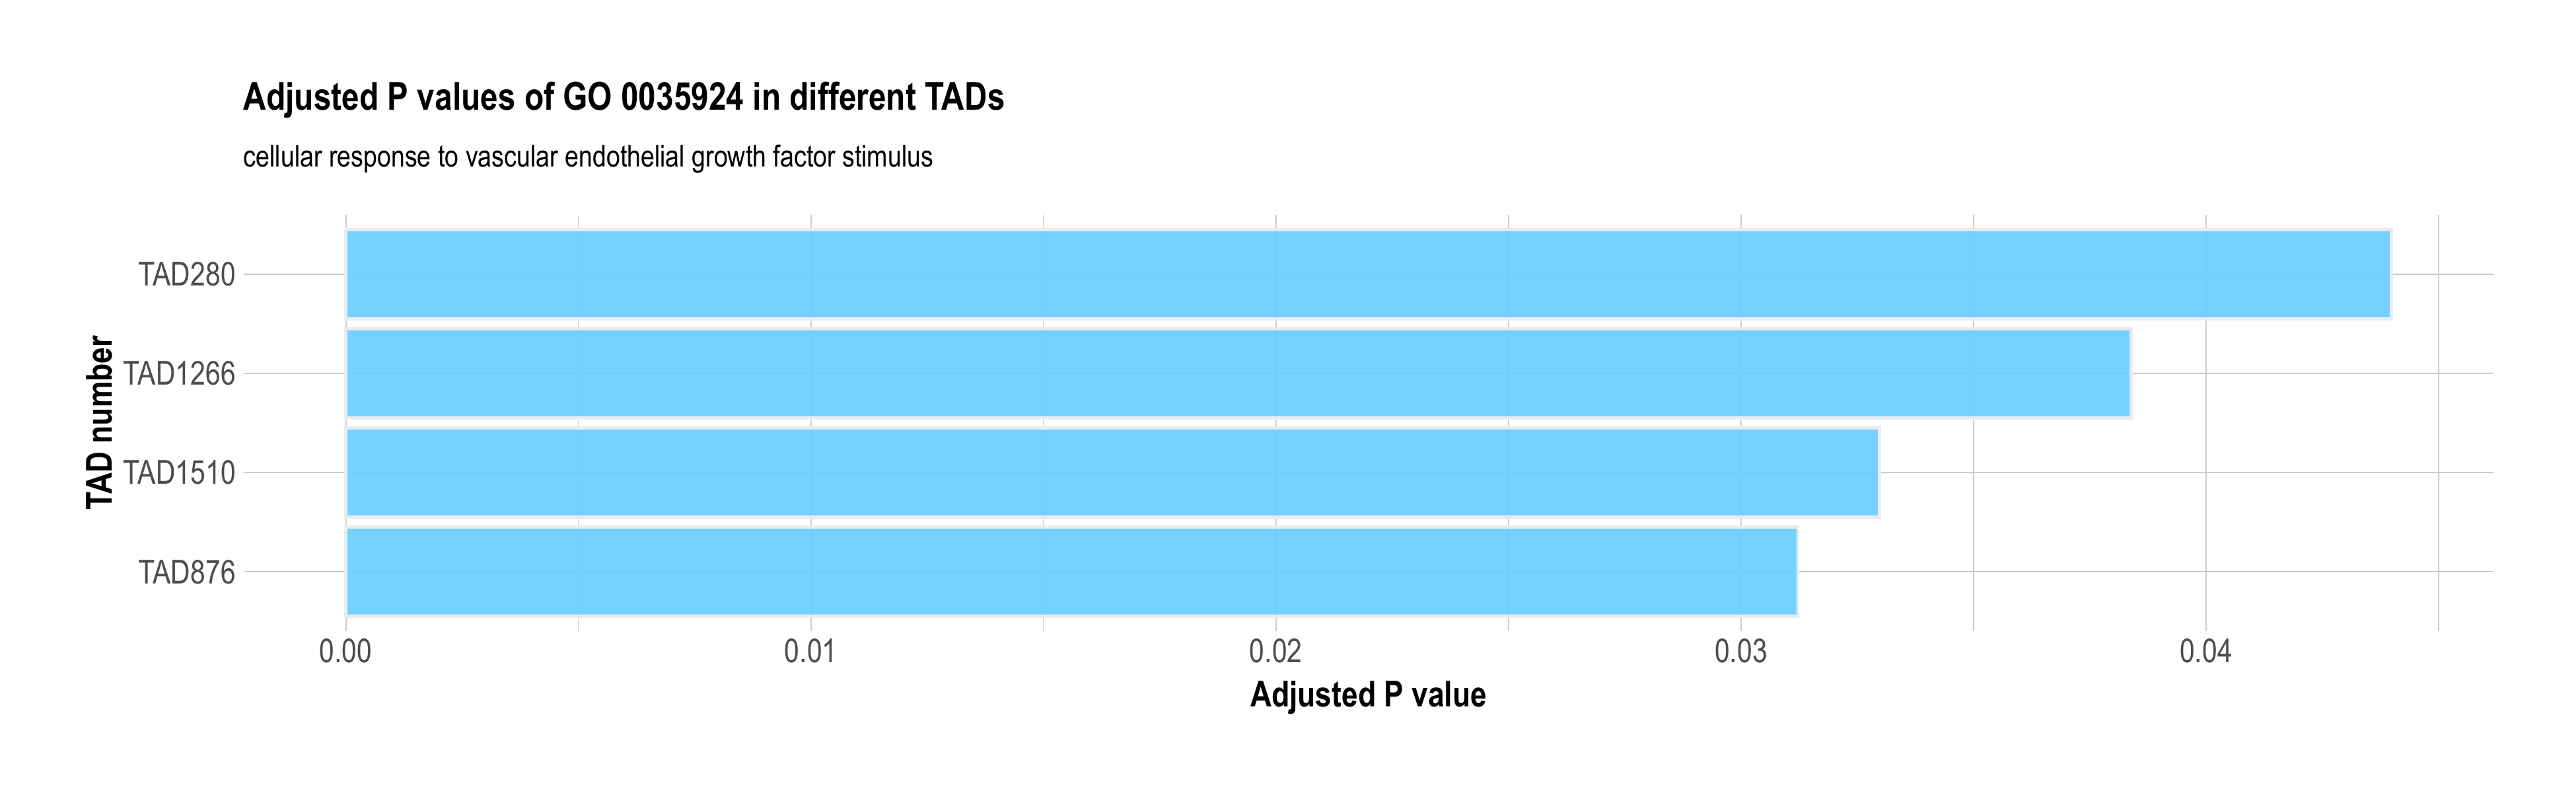 Adjusted P values of GO 0035924 in different TADs
cellular response to vascular endothelial growth factor stimulus
TAD number
TAD280
TAD1266
TAD1510
TAD876
0.00 0.01 0.02 0.03 0.04
Adjusted P value